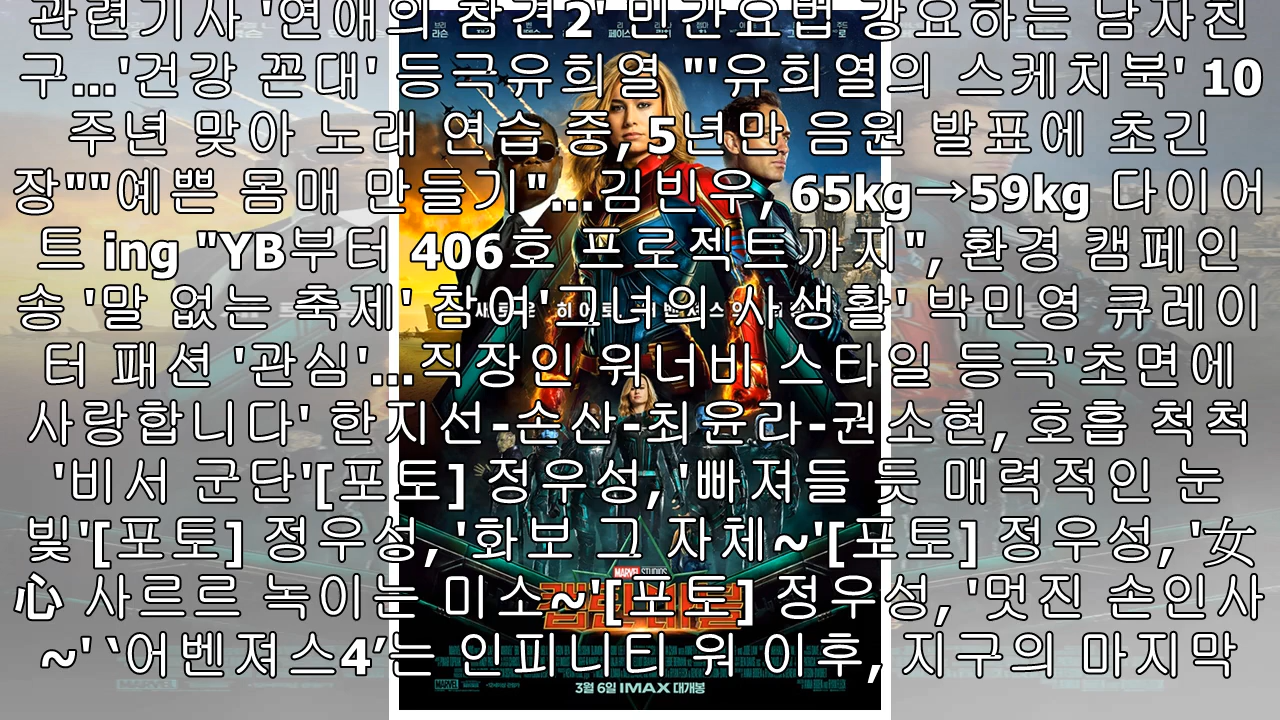 관련기사 '연애의 참견2' 민간요법 강요하는 남자친
구…'건강 꼰대' 등극유희열 "'유희열의 스케치북' 10
주년 맞아 노래 연습 중, 5년만 음원 발표에 초긴
장""예쁜 몸매 만들기"…김빈우, 65kg→59kg 다이어
트 ing "YB부터 406호 프로젝트까지", 환경 캠페인
송 '말 없는 축제' 참여'그녀의 사생활' 박민영 큐레이
터 패션 '관심'…직장인 워너비 스타일 등극'초면에
사랑합니다' 한지선-손산-최윤라-권소현, 호흡 척척
'비서 군단'[포토] 정우성, '빠져들 듯 매력적인 눈
빛'[포토] 정우성, '화보 그 자체~'[포토] 정우성, '女
心 사르르 녹이는 미소~'[포토] 정우성, '멋진 손인사
~' ‘어벤져스4’는 인피니티 워 이후, 지구의 마지막
MARVEL STUDIOS
캡틴 마블
MARVEL
3월 6일 IMAX 대개봉